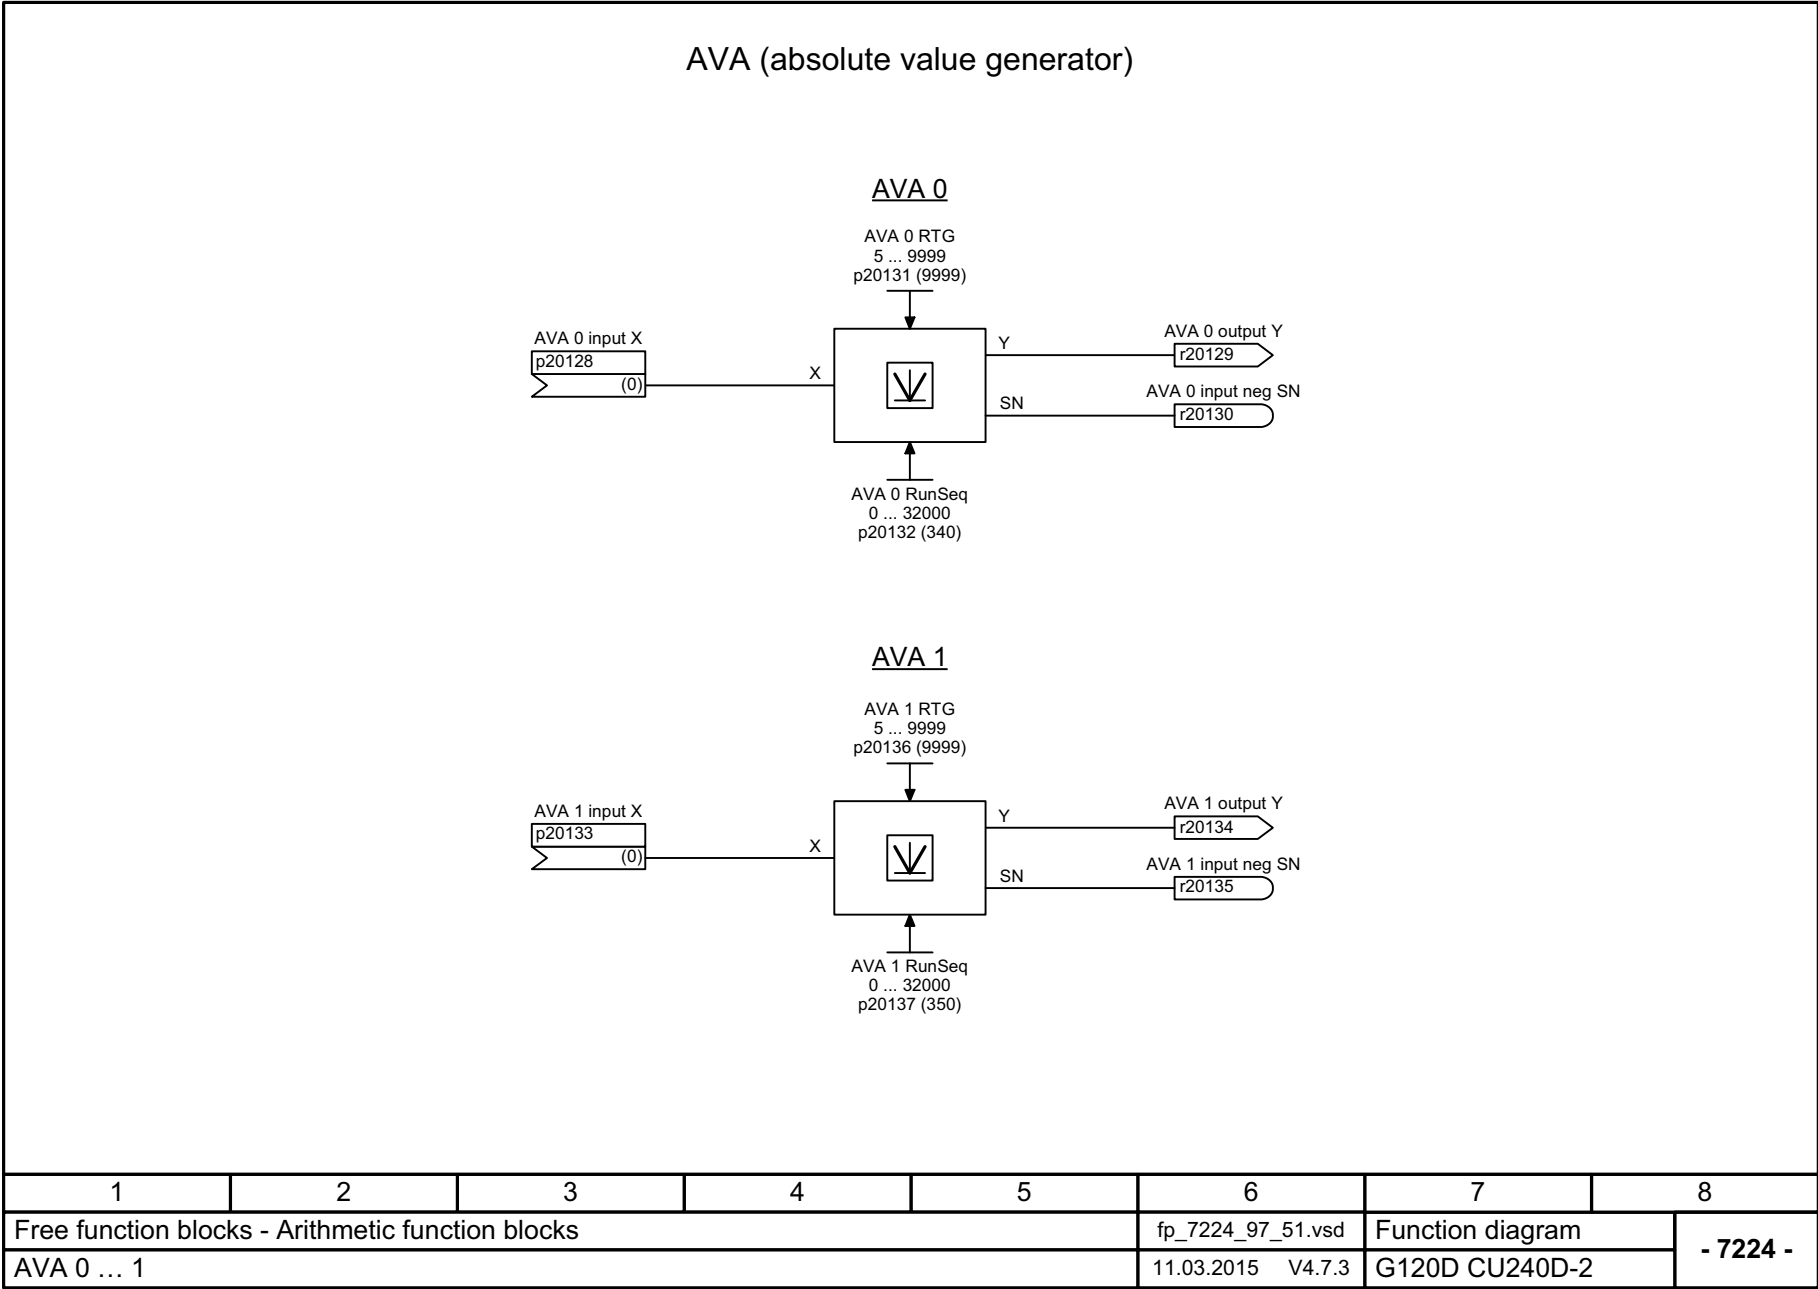 AVA (absolute value generator)
AVA 0
AVA 0 RTG
5 ... 9999
p20131 (9999)
AVA 0 input X
p20128
(0)
X
Y
AVA 0 output Y
r20129
SN
AVA 0 input neg SN
r20130
AVA 0 RunSeq
0 ... 32000
p20132 (340)
AVA 1
AVA 1 RTG
5 ... 9999
p20136 (9999)
AVA 1 input X
p20133
(0)
X
Y
AVA 1 output Y
r20134
SN
AVA 1 input neg SN
r20135
AVA 1 RunSeq
0 ... 32000
p20137 (350)
1 2 3 4 5 6 7 8
Free function blocks - Arithmetic function blocks
fp_7224_97_51.vsd
Function diagram
- 7224 -
AVA 0 … 1
11.03.2015 V4.7.3
G120D CU240D-2